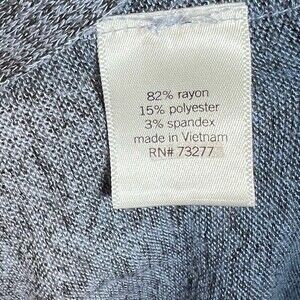 82% rayon
15% polyester
3% spandex
made in Vietnam
RN# 73277